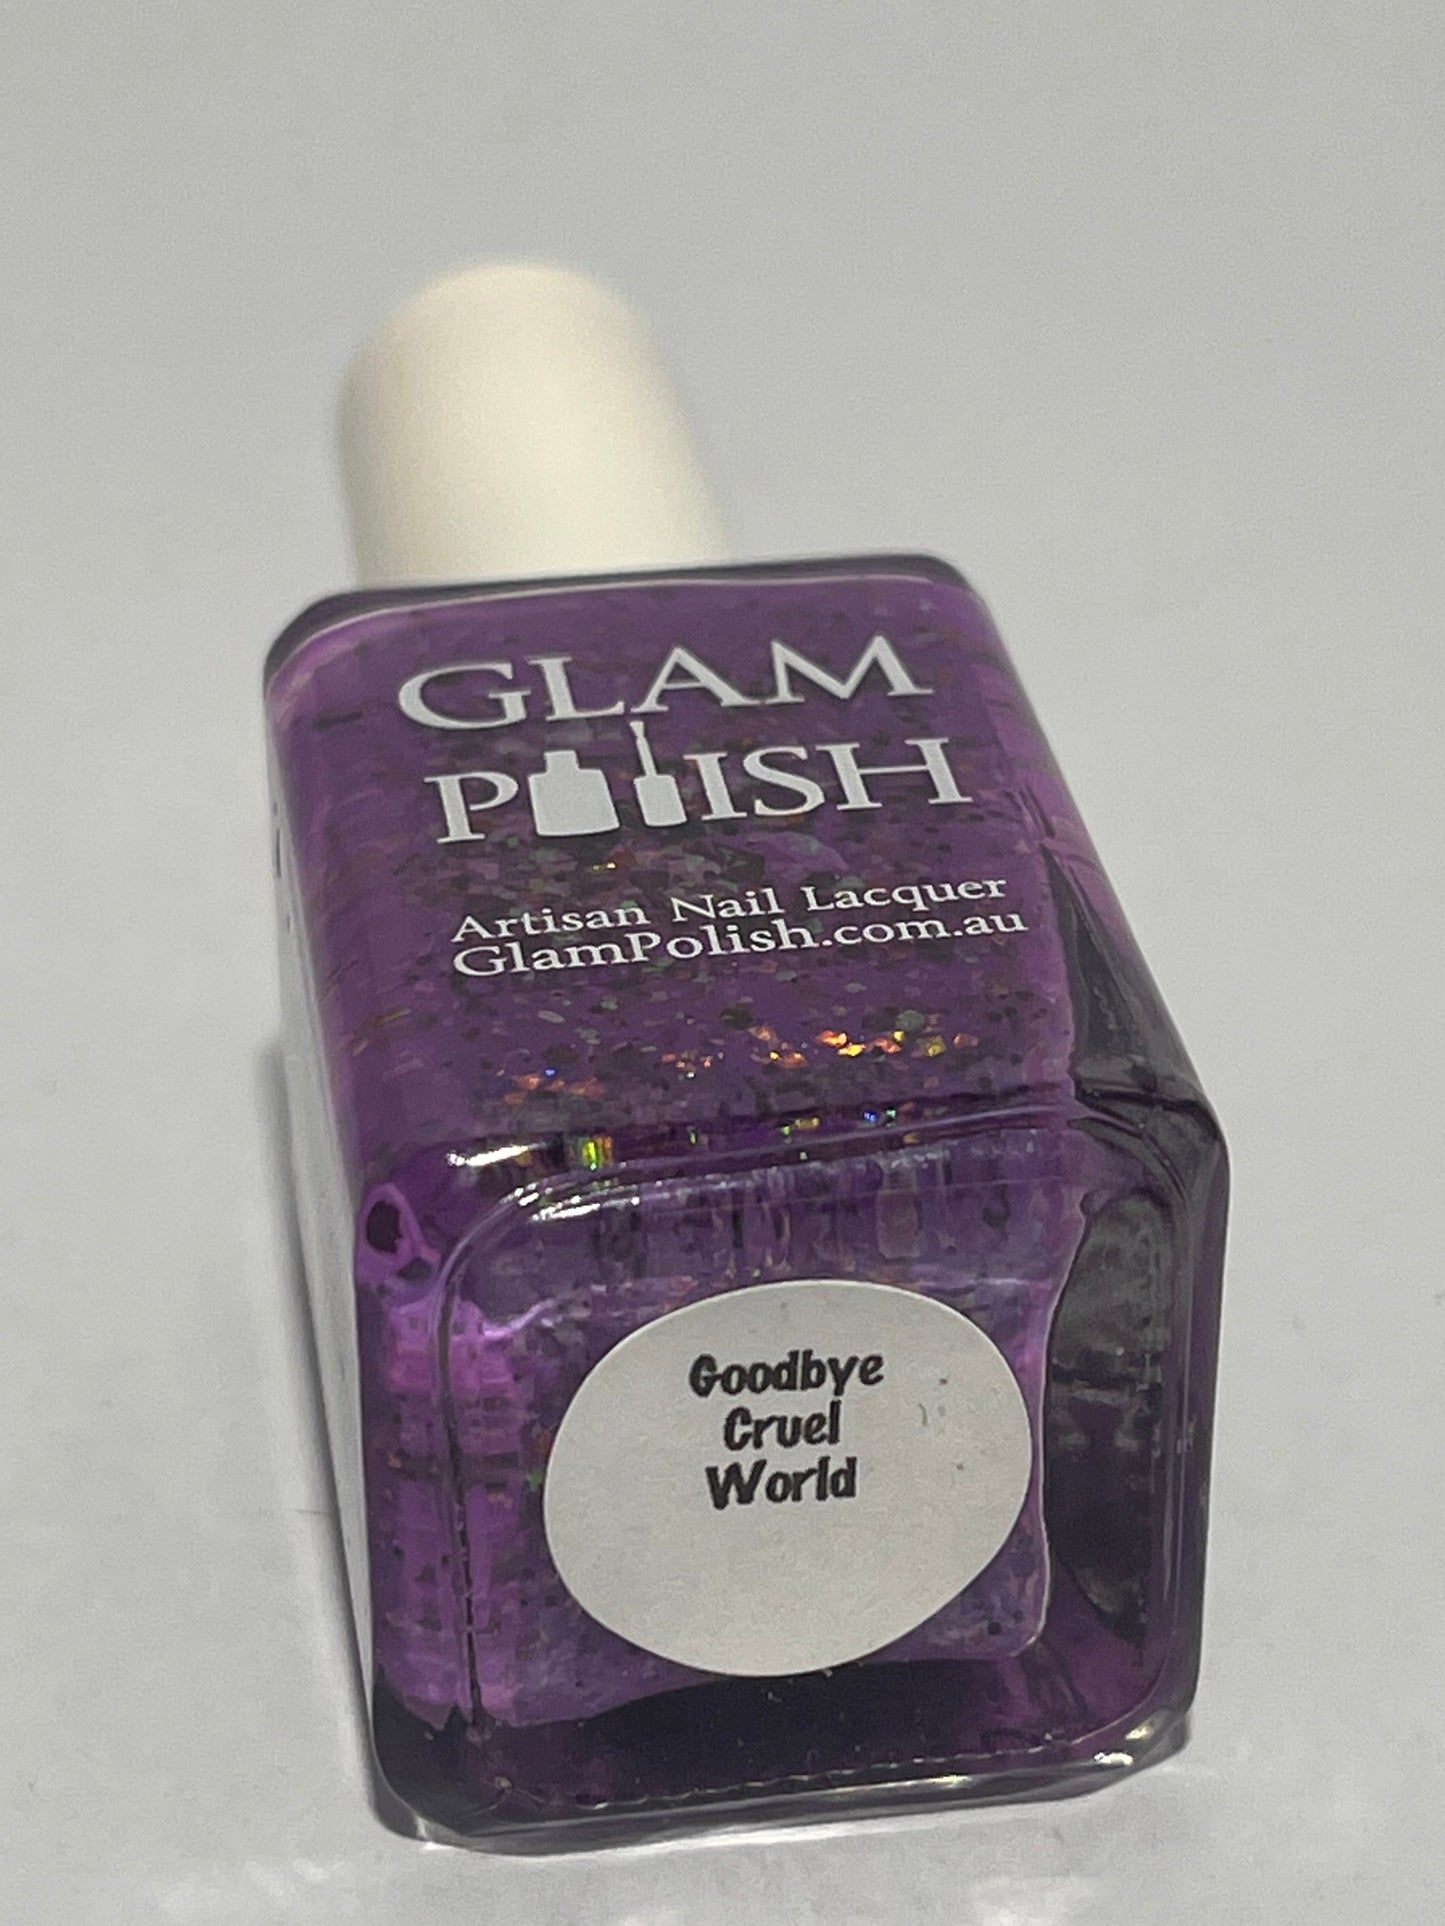 GLAM
POLISH
Artisan Nail Lacquer
GlamPolish.com.au
Goodbye
Cruel
World